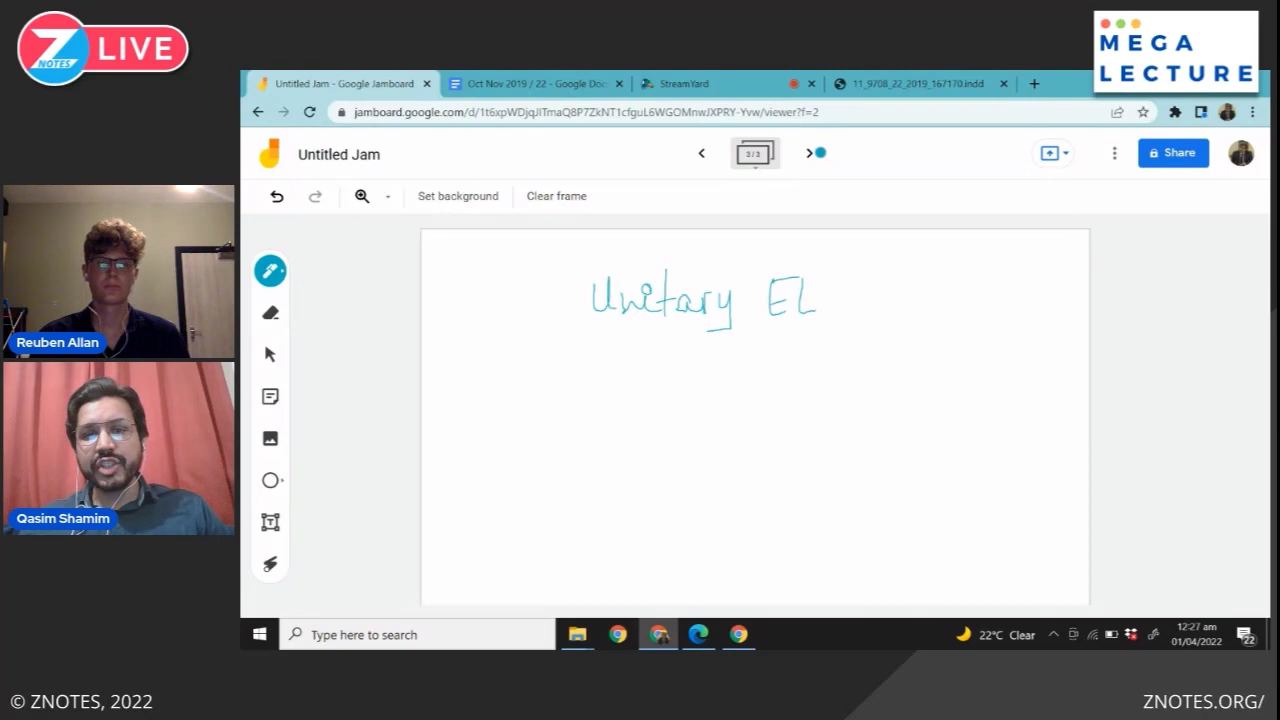 Z NOTES LIVE
MEGA
LECTURE
Untitled Jam - Google Jamboard
Oct Nov 2019 / 22 - Google Doc
StreamYard
11_9708_22_2019_167170.indd
jamboard.google.com/d/1t6xpWDjqJITmaQ8P7ZkNT1cfguL6WGOMnwJXPRY-Yvw/viewer?f=2
Untitled Jam
3/3
Share
Set background
Clear frame
Unitary EL
Reuben Allan
Qasim Shamim
Type here to search
22°C Clear
12:27 am
01/04/2022
22
© ZNOTES, 2022
ZNOTES.ORG/